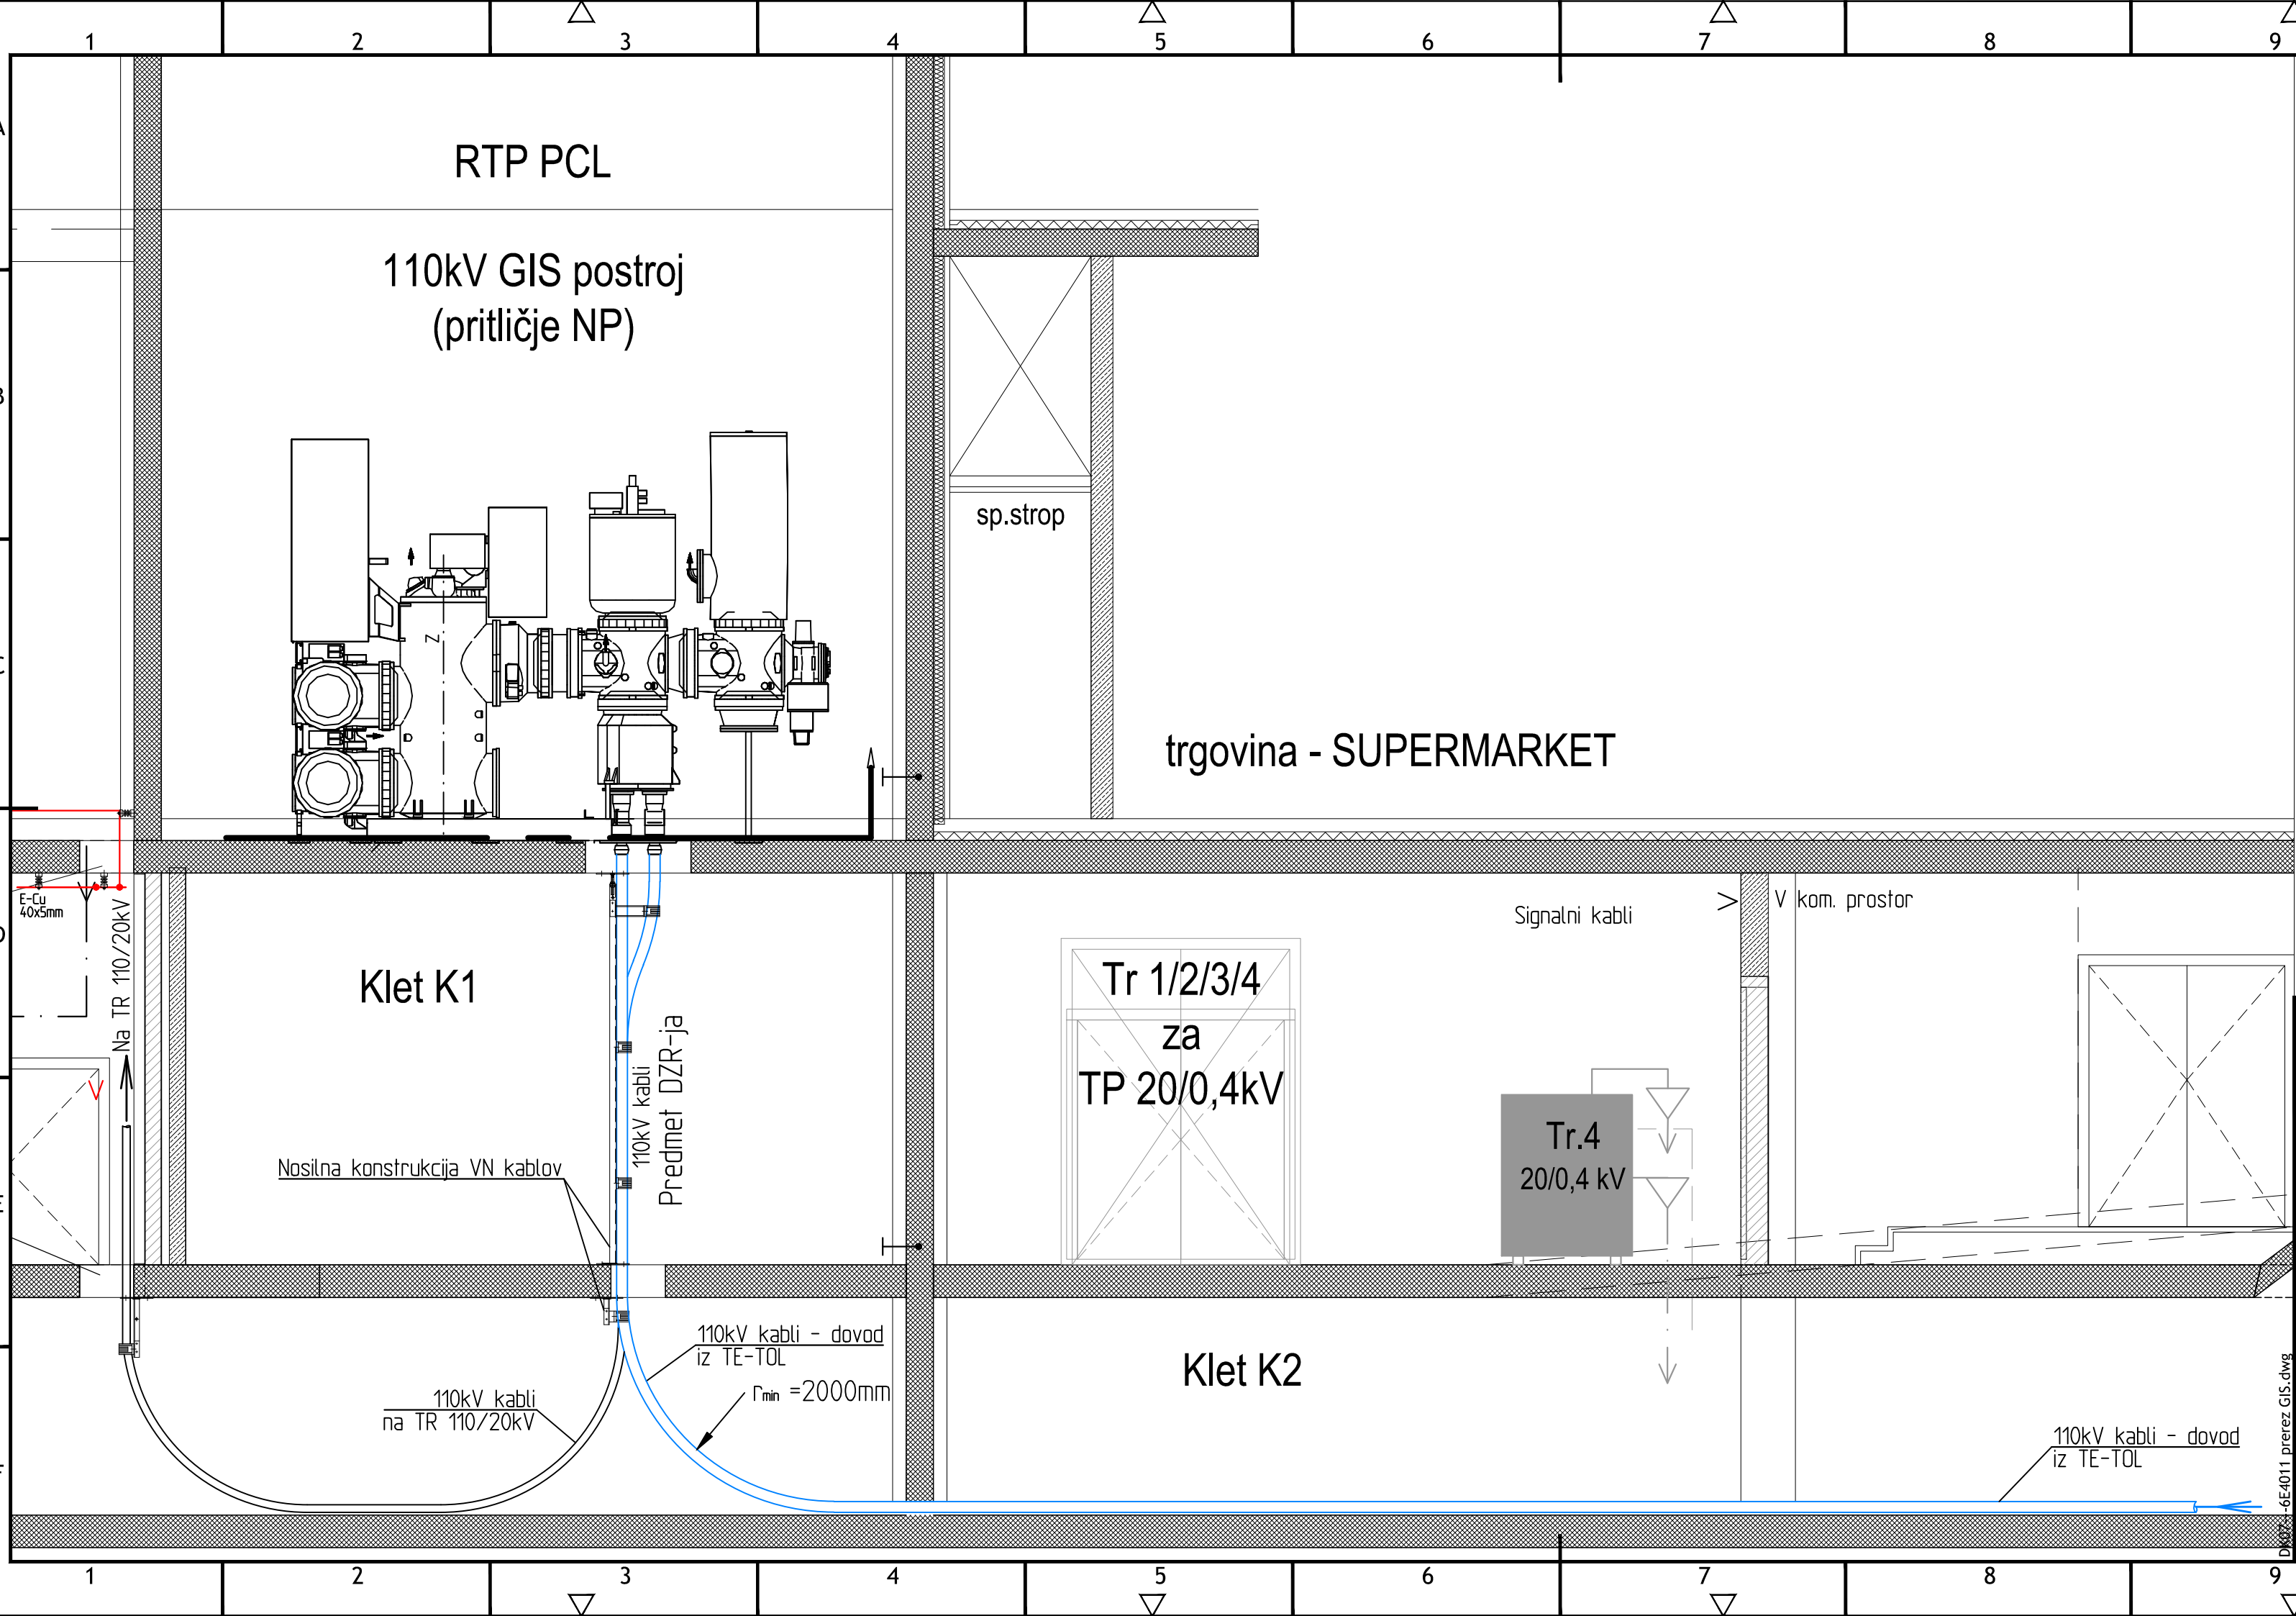 1 2 3 4 5 6 7 8 9
A
RTP PCL
110kV GIS postroj
(pritličje NP)
B
sp.strop
Z
C
trgovina - SUPERMARKET
E-Cu
40x5mm
D
Na TR 110/20kV
Klet K1
110kV kabli
Predmet DZR-ja
Tr 1/2/3/4
za
TP 20/0,4kV
Signalni kabli
V kom. prostor
Tr.4
20/0,4 kV
Nosilna konstrukcija VN kablov
E
110kV kabli - dovod
iz TE-TOL
rmin =2000mm
110kV kabli
na TR 110/20kV
Klet K2
110kV kabli - dovod
iz TE-TOL
F
1 2 3 4 5 6 7 8 9